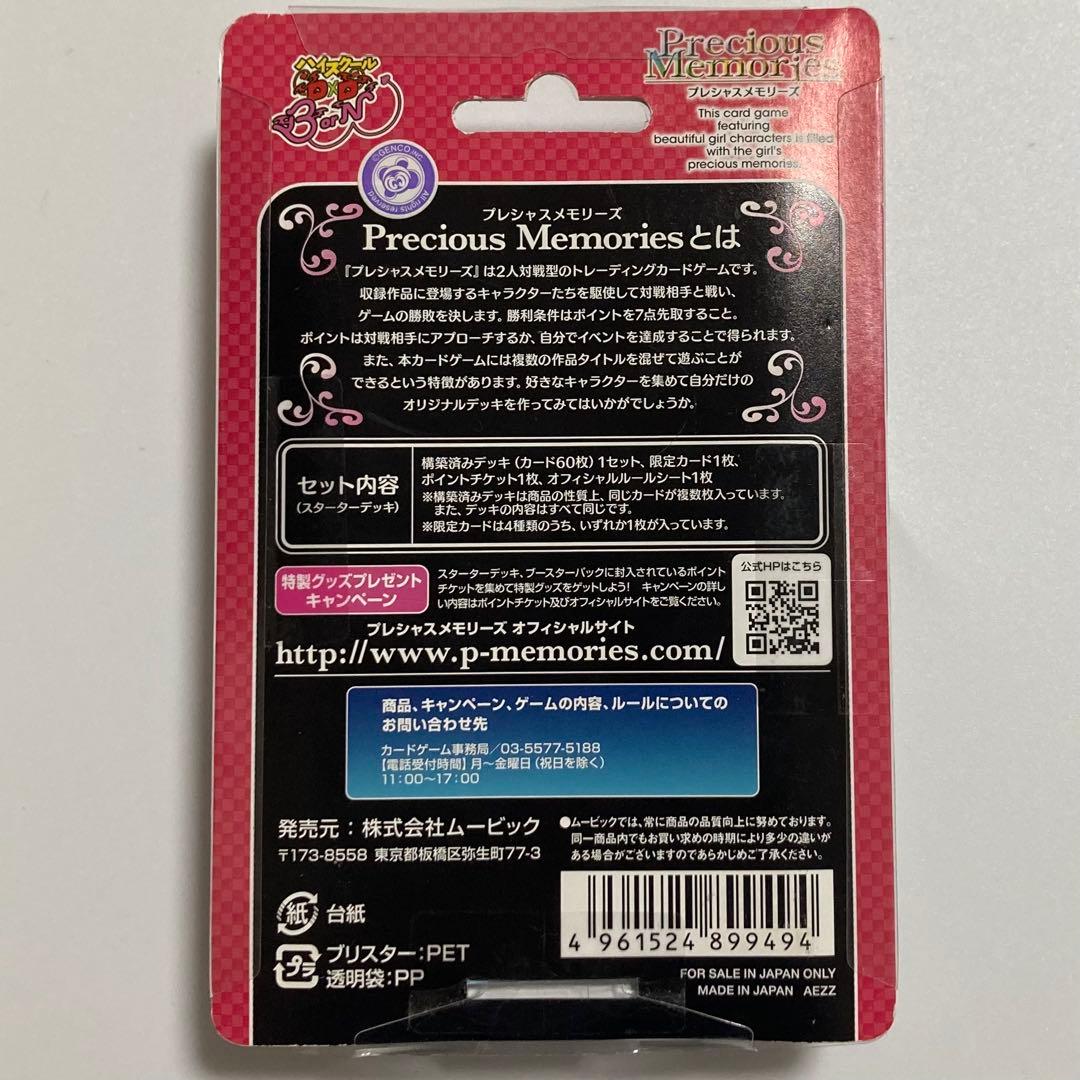 ハイスクール
D×D
BorN
Precious
Memories
プレシャスメモリーズ
This card game
featuring
beautiful girl characters is filled
with the girl's
precious memories.
©GENCO,INC.
All rights reserved
プレシャスメモリーズ
Precious Memoriesとは
『プレシャスメモリーズ』は2人対戦型のトレーディングカードゲームです。
収録作品に登場するキャラクターたちを駆使して対戦相手と戦い、
ゲームの勝敗を決します。勝利条件はポイントを7点先取すること。
ポイントは対戦相手にアプローチするか、自分でイベントを達成することで得られます。
また、本カードゲームには複数の作品タイトルを混ぜて遊ぶことが
できるという特徴があります。好きなキャラクターを集めて自分だけの
オリジナルデッキを作ってみてはいかがでしょうか。
セット内容
(スターターデッキ)
構築済みデッキ(カード60枚)1セット、限定カード1枚、
ポイントチケット1枚、オフィシャルルールシート1枚
※構築済みデッキは商品の性質上、同じカードが複数枚入っています。
また、デッキの内容はすべて同じです。
※限定カードは4種類のうち、いずれか1枚が入っています。
特製グッズプレゼント
キャンペーン
スターターデッキ、ブースターパックに封入されているポイント
チケットを集めて特製グッズをゲットしよう! キャンペーンの詳し
い内容はポイントチケット及びオフィシャルサイトをご覧ください。
公式HPはこちら
プレシャスメモリーズ オフィシャルサイト
http://www.p-memories.com/
商品、キャンペーン、ゲームの内容、ルールについての
お問い合わせ先
カードゲーム事務局/03-5577-5188
【電話受付時間】月~金曜日(祝日を除く)
11:00~17:00
発売元:株式会社ムービック
〒173-8558 東京都板橋区弥生町77-3
●ムービックでは、常に商品の品質向上に努めております。
同一商品内でもお買い求めの時期により多少の違いが
ある場合がございますのであらかじめご了承ください。
紙 台紙
プラ ブリスター:PET
透明袋:PP
4 961524 899494
FOR SALE IN JAPAN ONLY
MADE IN JAPAN AEZZ